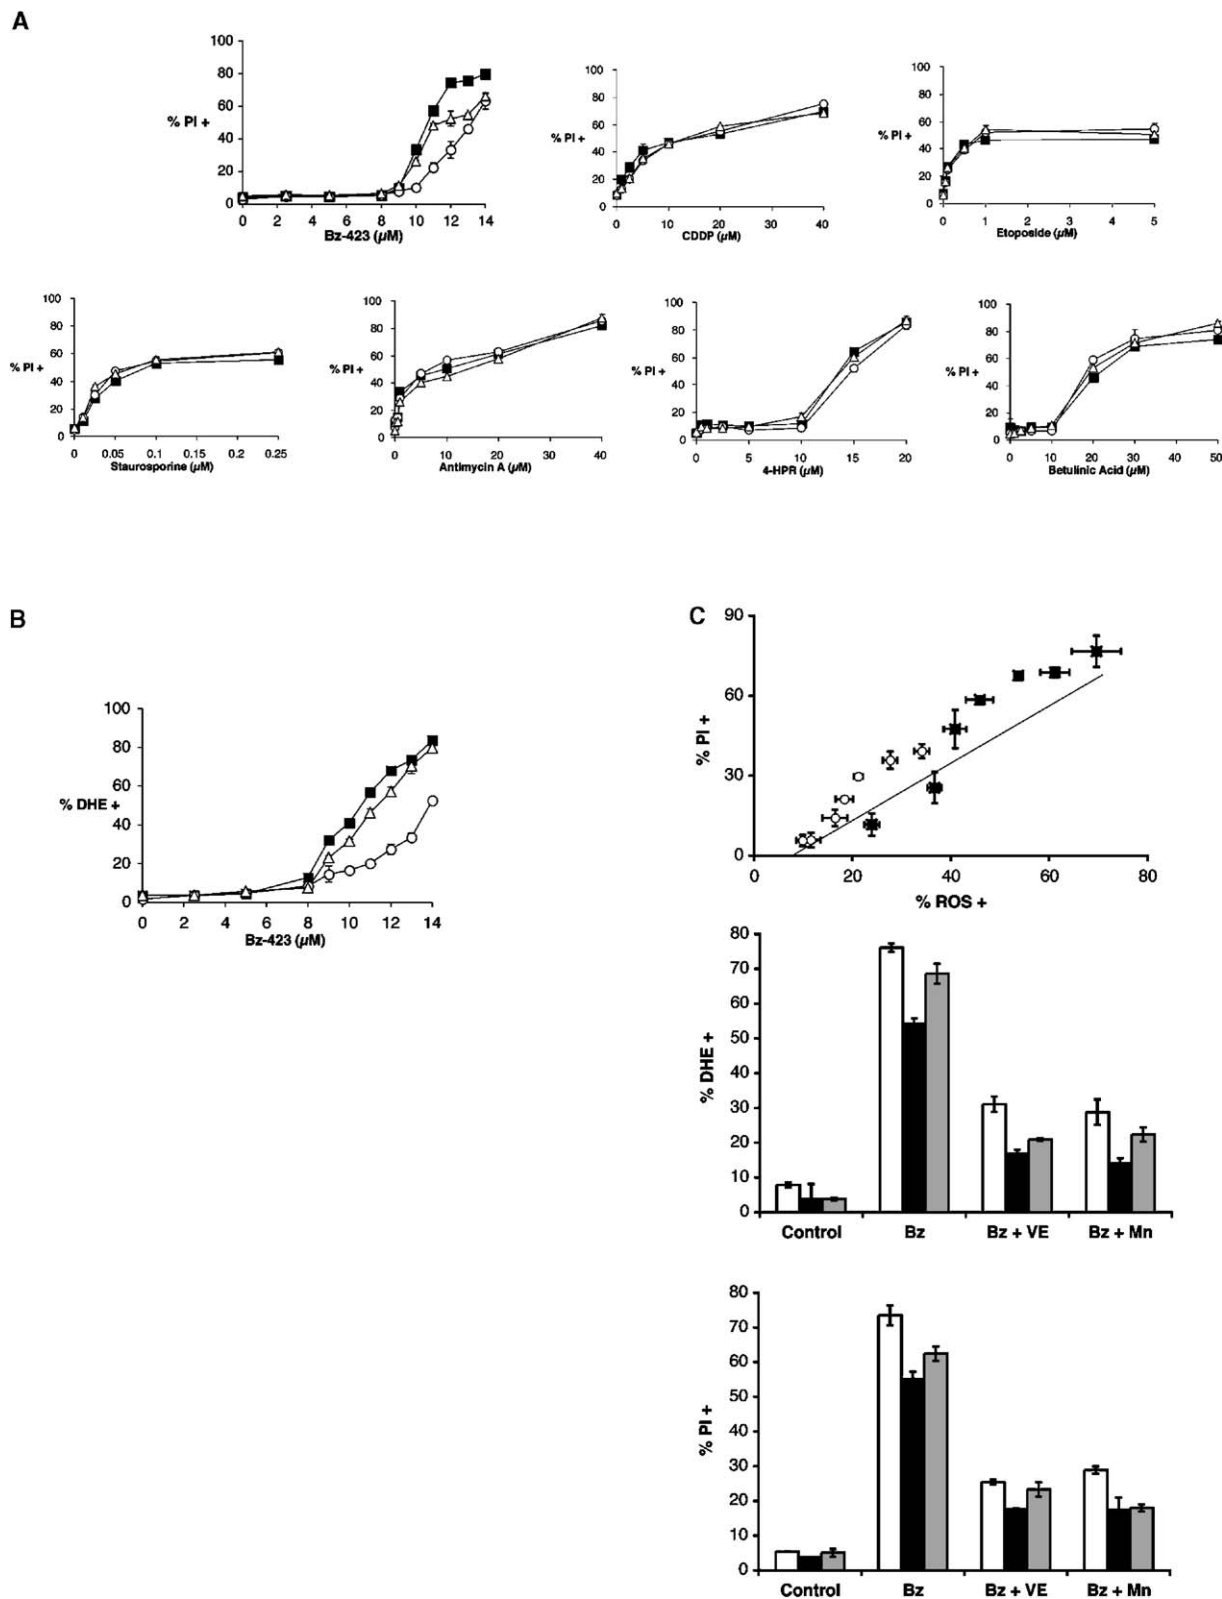 A
100
80
60
% PI +
40
20
0
0 2 4 6 8 10 12 14
Bz-423 (µM)
100
80
60
% PI +
40
20
0
0 10 20 30 40
CDDP (µM)
100
80
60
% PI +
40
20
0
0 1 2 3 4 5
Etoposide (µM)
100
80
60
% PI +
40
20
0
0 0.05 0.1 0.15 0.2 0.25
Staurosporine (µM)
100
80
60
% PI +
40
20
0
0 10 20 30 40
Antimycin A (µM)
100
80
60
% PI +
40
20
0
0 5 10 15 20
4-HPR (µM)
100
80
60
% PI +
40
20
0
0 10 20 30 40 50
Betulinic Acid (µM)
B
100
80
60
% DHE +
40
20
0
0 2 4 6 8 10 12 14
Bz-423 (µM)
C
90
60
% PI +
30
0
0 20 40 60 80
% ROS +
80
70
60
50
% DHE +
40
30
20
10
0
Control Bz Bz + VE Bz + Mn
80
70
60
50
% PI +
40
30
20
10
0
Control Bz Bz + VE Bz + Mn